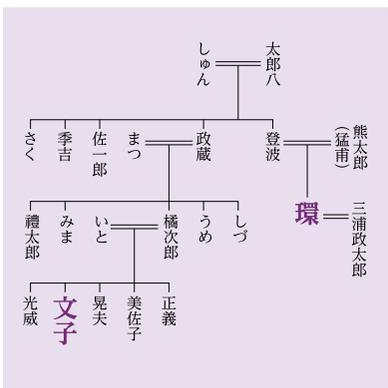 太郎八
しゅん
熊太郎
（猛甫）
登波
政蔵
まつ
佐一郎
季吉
さく
三浦政太郎
環
しづ
うめ
橘次郎
いと
みま
禮太郎
正義
美佐子
晃夫
文子
光威